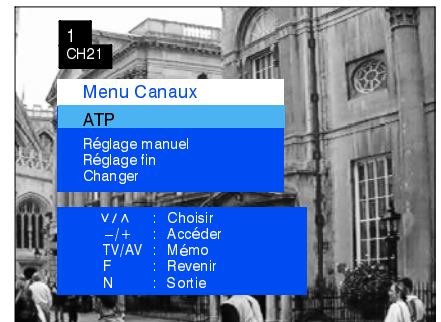 1
CH21
Menu Canaux
ATP
Réglage manuel
Réglage fin
Changer
∨/∧ : Choisir
–/+ : Accéder
TV/AV : Mémo
F : Revenir
N : Sortie